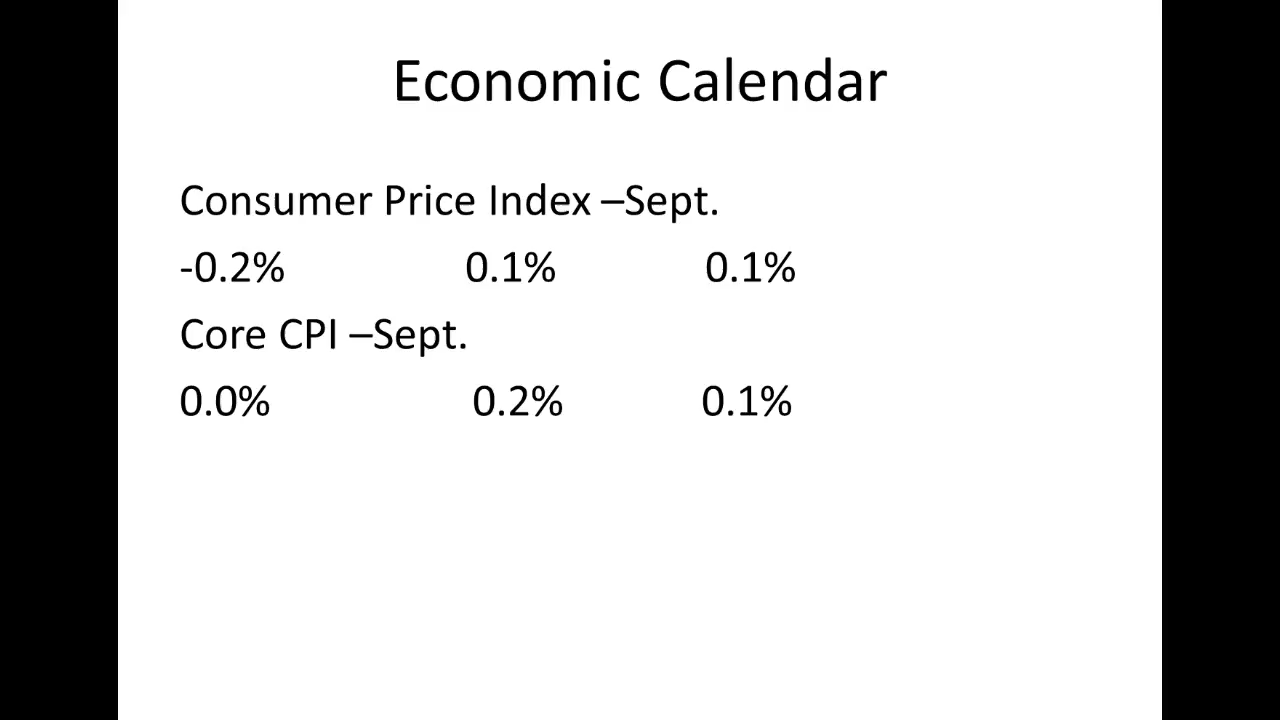 Economic Calendar
Consumer Price Index –Sept.
-0.2% 0.1% 0.1%
Core CPI –Sept.
0.0% 0.2% 0.1%